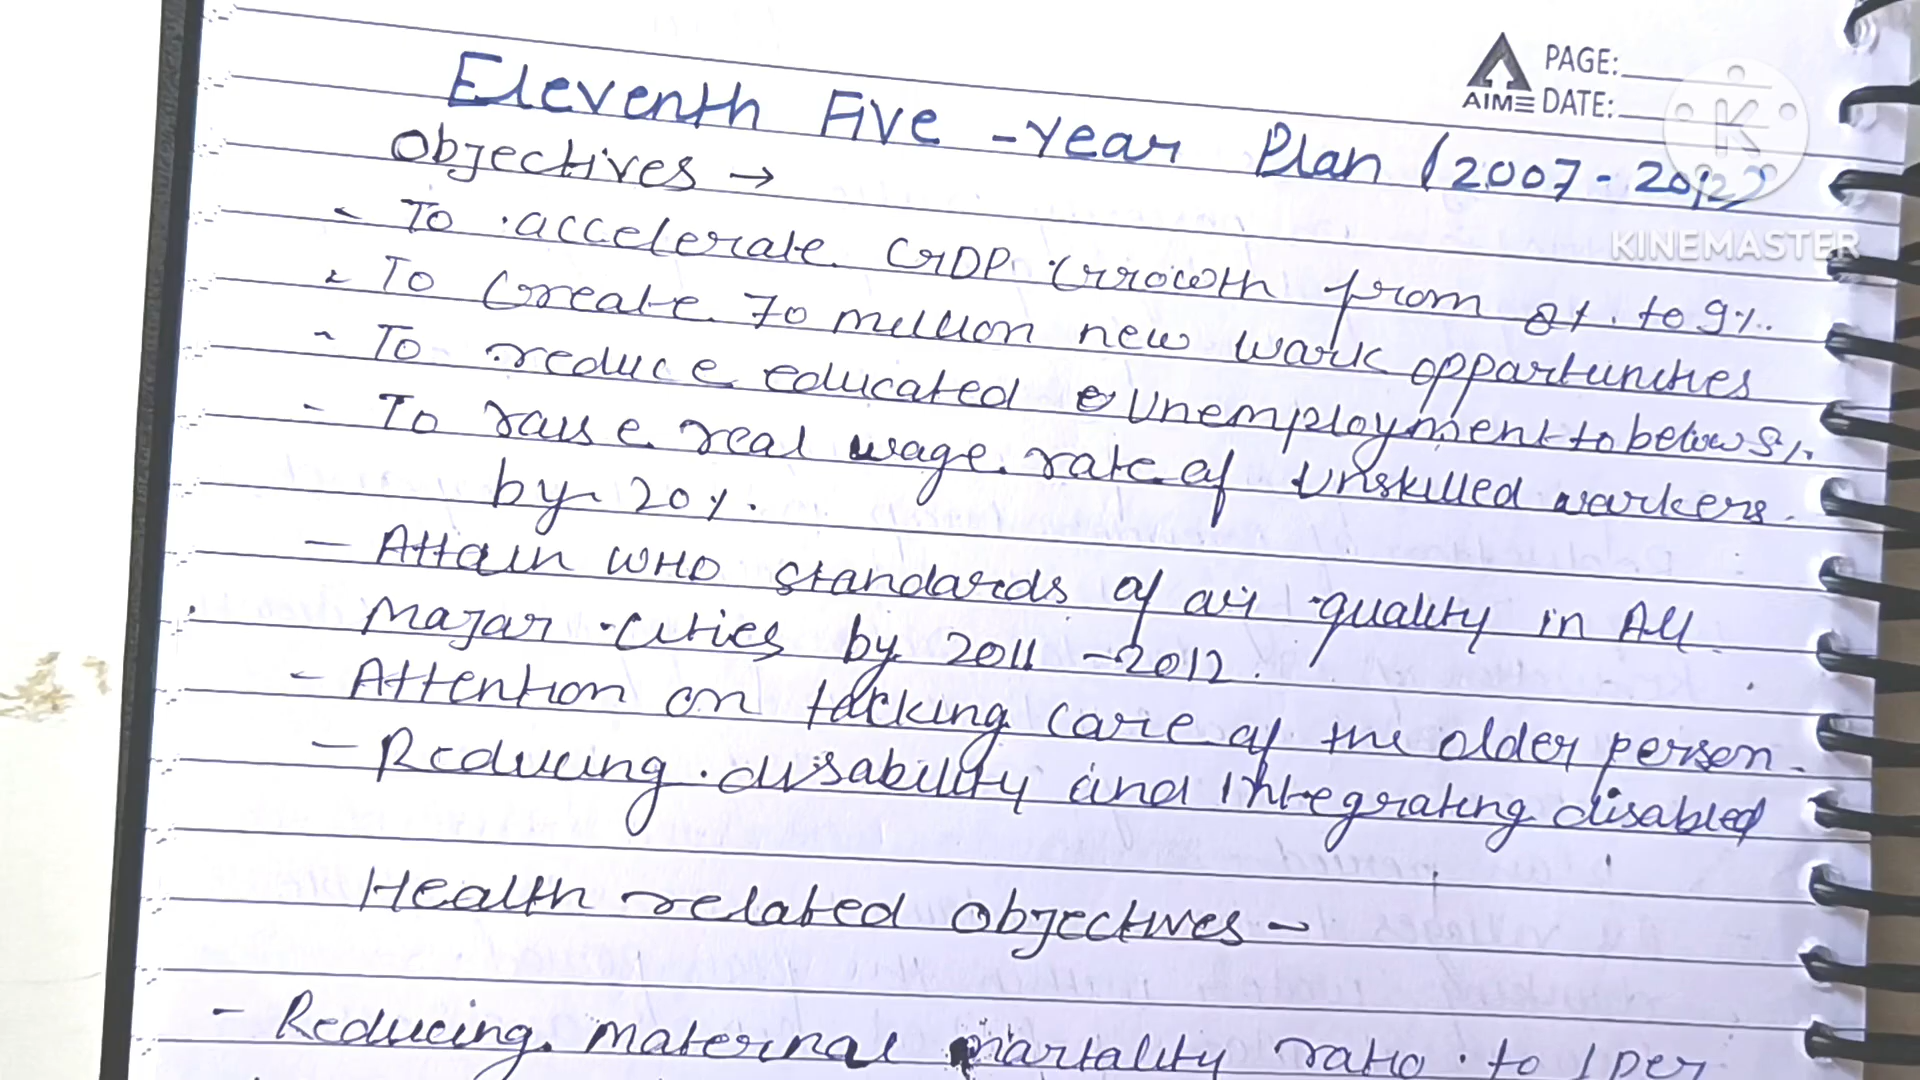 PAGE:
AIME DATE:
K
KINEMASTER
Eleventh Five-Year Plan (2007-2012)
Objectives →
- To accelerate GDP Growth from 8%. to 9%.
- To Create 70 million new work opportunities
- To reduce educated unemployment to below 5%.
- To raise real wage rate of unskilled workers.
by 20%.
- Attain WHO standards of air quality in All
Major cities by 2011-2012.
- Attention on tacking care of the older person.
- Reducing disability and integrating disabled
Health related objectives -
- Reducing maternal mortality ratio to 1 per